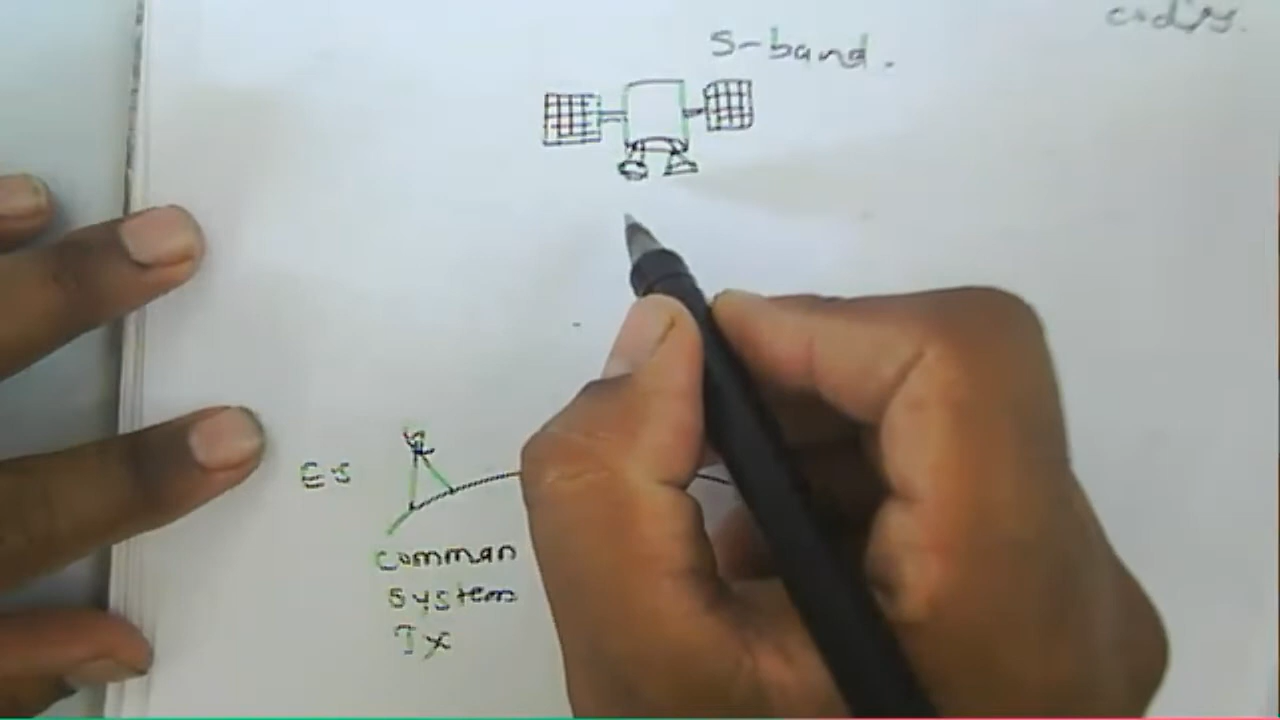 S-band.
ES
comman
system
Tx